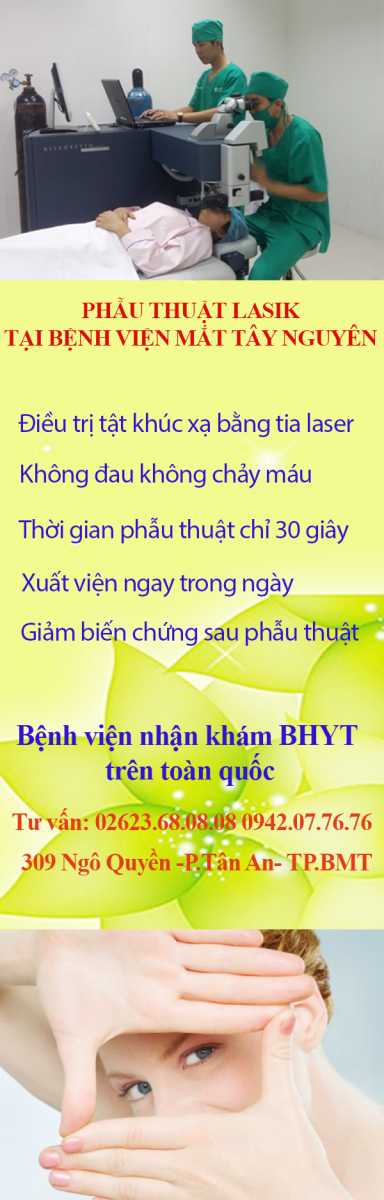 ALLEGRETTO
PHẪU THUẬT LASIK
TẠI BỆNH VIỆN MẮT TÂY NGUYÊN
Điều trị tật khúc xạ bằng tia laser
Không đau không chảy máu
Thời gian phẫu thuật chỉ 30 giây
Xuất viện ngay trong ngày
Giảm biến chứng sau phẫu thuật
Bệnh viện nhận khám BHYT
trên toàn quốc
Tư vấn: 02623.68.08.08 0942.07.76.76
309 Ngô Quyền -P.Tân An- TP.BMT